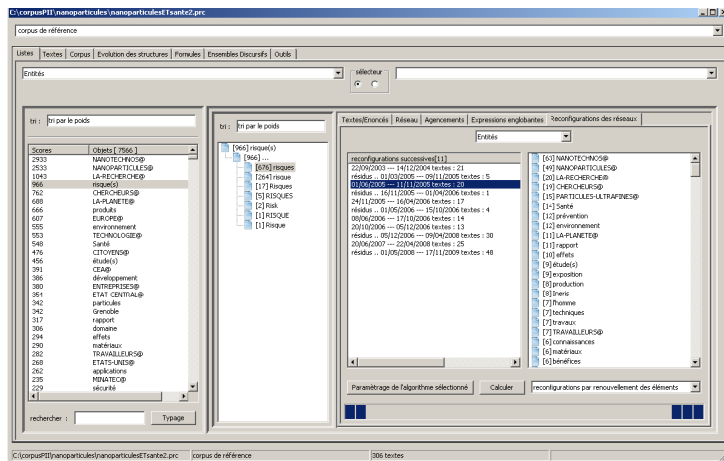 C:\corpusPII\nanoparticules\nanoparticulesETsante2.prc
corpus de référence
Listes Textes Corpus Evolution des structures Formules Ensembles Discursifs Outils
Entités
sélecteur
tri : tri par le poids
Scores Objets [ 7566 ]
2933 NANOTECHNOS@
2533 NANOPARTICULES@
1043 LA-RECHERCHE@
966 risque(s)
762 CHERCHEURS@
688 LA-PLANETE@
666 produits
607 EUROPE@
555 environnement
553 TECHNOLOGIE@
548 Santé
476 CITOYENS@
456 étude(s)
391 CEA@
386 développement
380 ENTREPRISES@
351 ETAT CENTRAL@
342 particules
342 Grenoble
317 rapport
306 domaine
294 effets
290 matériaux
282 TRAVAILLEURS@
268 ETATS-UNIS@
262 applications
235 MINATEC@
229 sécurité
rechercher :
Typage
tri : tri par le poids
[966] risque(s)
[966] ...
[676] risques
[264] risque
[17] Risques
[5] RISQUES
[2] Risk
[1] RISQUE
[1] Risque
Textes/Enoncés Réseau Agencements Expressions englobantes Reconfigurations des réseaux
Entités
reconfigurations successives[11]
22/09/2003 --- 14/12/2004 textes : 21
résidus .. 01/03/2005 --- 09/11/2005 textes : 5
01/06/2005 --- 11/11/2005 textes : 20
résidus .. 16/11/2005 --- 01/04/2006 textes : 1
24/11/2005 --- 16/04/2006 textes : 17
résidus .. 01/05/2006 --- 15/10/2006 textes : 4
08/06/2006 --- 17/10/2006 textes : 14
20/10/2006 --- 05/12/2006 textes : 13
résidus .. 05/12/2006 --- 09/04/2008 textes : 30
20/06/2007 --- 22/04/2008 textes : 25
résidus .. 01/05/2008 --- 17/11/2009 textes : 48
[63] NANOTECHNOS@
[49] NANOPARTICULES@
[20] LA-RECHERCHE@
[19] CHERCHEURS@
[15] PARTICULES-ULTRAFINES@
Santé
[12] prévention
[12] environnement
[11] LA-PLANETE@
[11] rapport
[10] effets
[9] étude(s)
[9] exposition
[8] production
[8] Ineris
[7] l'homme
[7] techniques
[7] travaux
[7] TRAVAILLEURS@
[6] connaissances
[6] matériaux
[6] bénéfices
Paramètrage de l'algorithme sélectionné
Calculer
reconfigurations par renouvellement des éléments
C:\corpusPII\nanoparticules\nanoparticulesETsante2.prc corpus de référence 306 textes